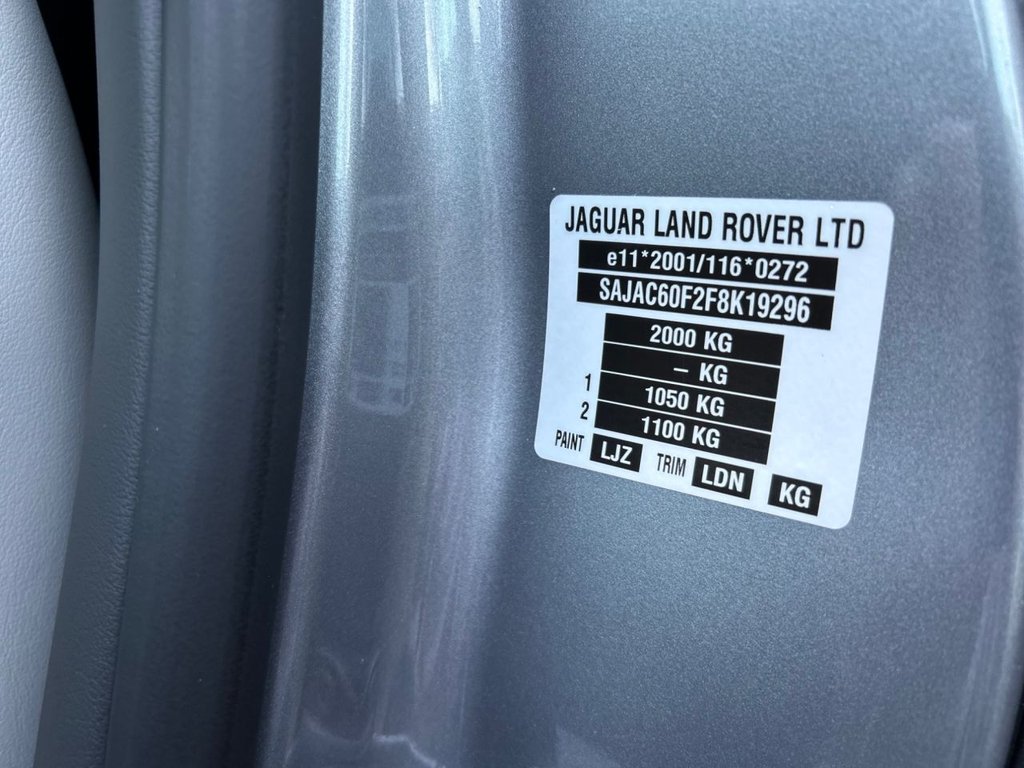 JAGUAR LAND ROVER LTD
e11*2001/116*0272
SAJAC60F2F8K19296
2000 KG
– KG
1 1050 KG
2 1100 KG
PAINT LJZ TRIM LDN KG